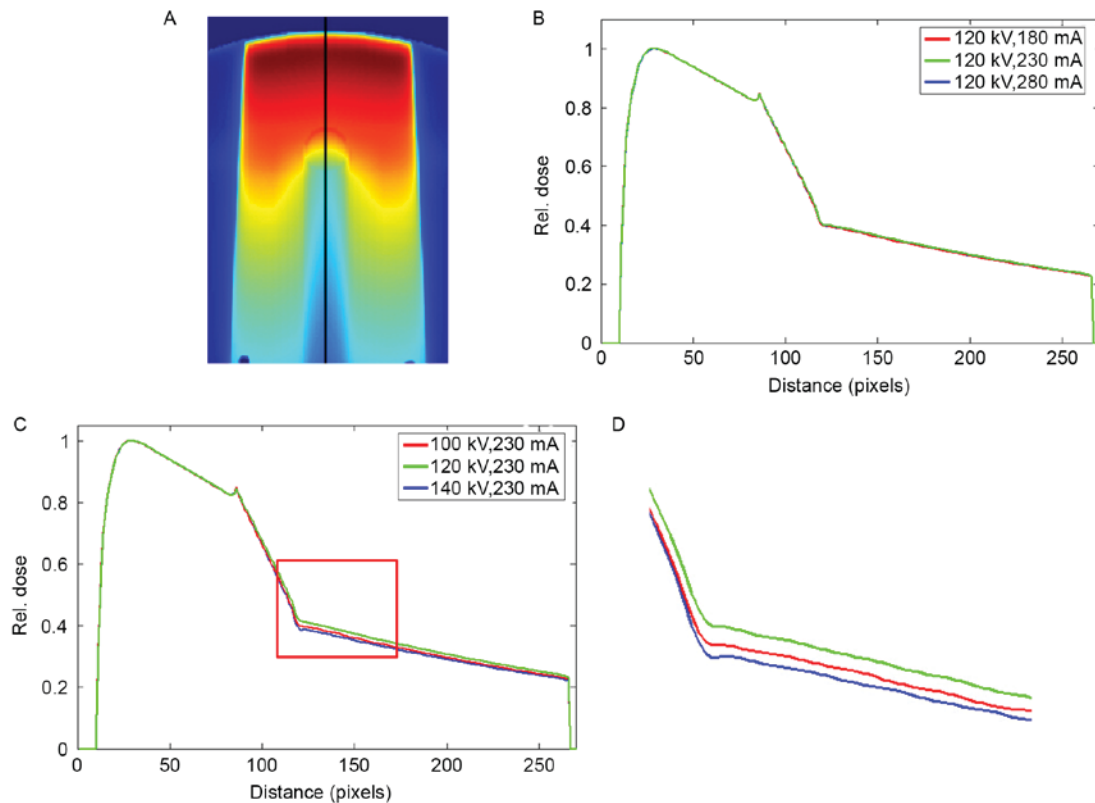 A
B
120 kV,180 mA
120 kV,230 mA
120 kV,280 mA
1
0.8
0.6
0.4
0.2
0
Rel. dose
0
50
100
150
200
250
Distance (pixels)
C
100 kV,230 mA
120 kV,230 mA
140 kV,230 mA
1
0.8
0.6
0.4
0.2
0
Rel. dose
0
50
100
150
200
250
Distance (pixels)
D